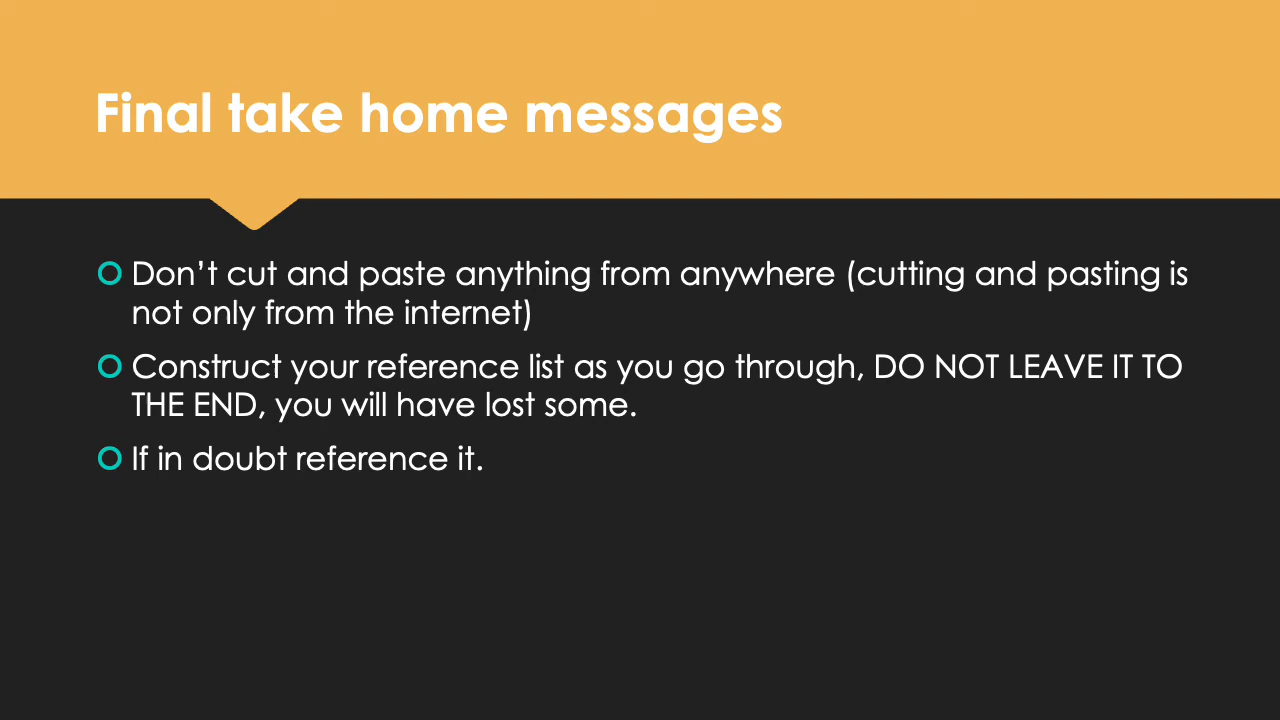 Final take home messages
Don’t cut and paste anything from anywhere (cutting and pasting is
not only from the internet)
Construct your reference list as you go through, DO NOT LEAVE IT TO
THE END, you will have lost some.
If in doubt reference it.